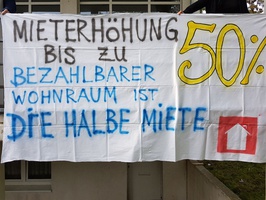 MIETERHÖHUNG
BIS ZU
50%
BEZAHLBARER
WOHNRAUM IST
DIE HALBE MIETE